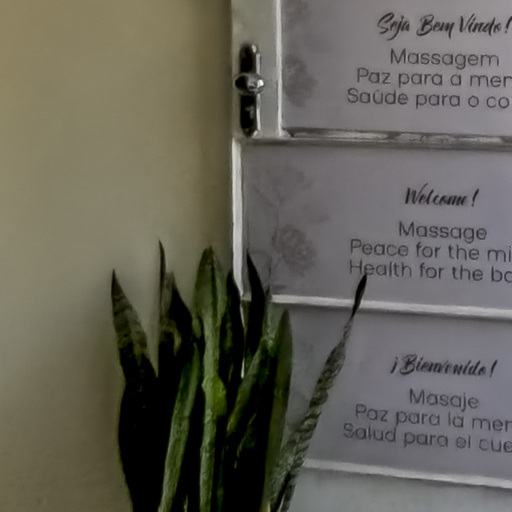 Seja Bem Vindo!
Massagem
Paz para a men
Saúde para o co
Welcome!
Massage
Peace for the mi
Health for the bo
¡Bienvenido!
Masaje
Paz para la men
Salud para el cue